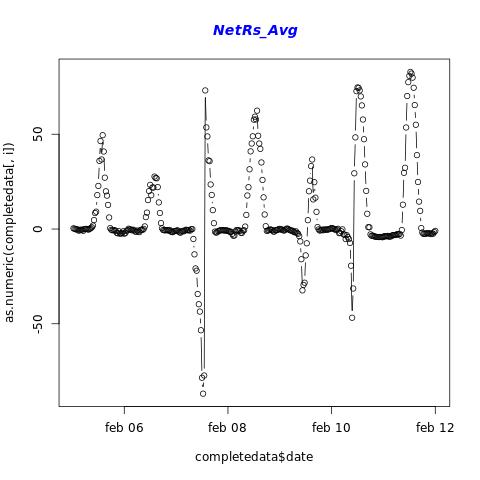 NetRs_Avg
as.numeric(completedata[, i])
50
0
-50
feb 06
feb 08
feb 10
feb 12
completedata$date